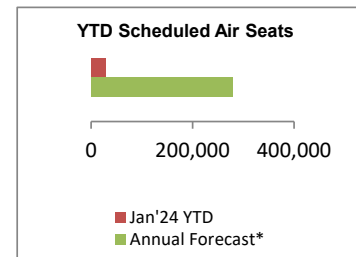 YTD Scheduled Air Seats
0 200,000 400,000
Jan'24 YTD
Annual Forecast*